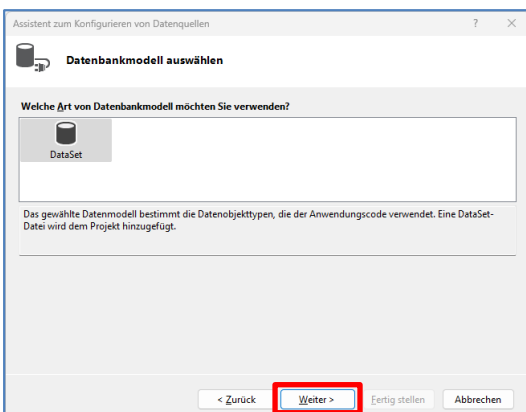 Assistent zum Konfigurieren von Datenquellen ? ×
Datenbankmodell auswählen
Welche Art von Datenbankmodell möchten Sie verwenden?
DataSet
Das gewählte Datenmodell bestimmt die Datenobjekttypen, die der Anwendungscode verwendet. Eine DataSet-
Datei wird dem Projekt hinzugefügt.
< Zurück Weiter > Fertig stellen Abbrechen